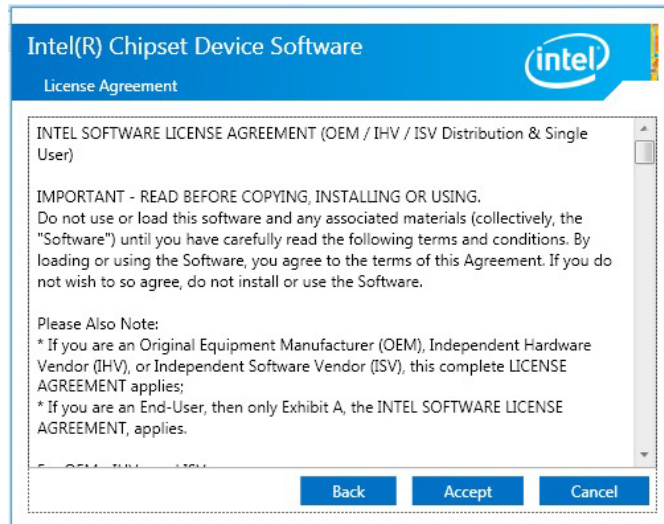 Intel(R) Chipset Device Software
intel
License Agreement
INTEL SOFTWARE LICENSE AGREEMENT (OEM / IHV / ISV Distribution & Single
User)
IMPORTANT - READ BEFORE COPYING, INSTALLING OR USING.
Do not use or load this software and any associated materials (collectively, the
"Software") until you have carefully read the following terms and conditions. By
loading or using the Software, you agree to the terms of this Agreement. If you do
not wish to so agree, do not install or use the Software.
Please Also Note:
* If you are an Original Equipment Manufacturer (OEM), Independent Hardware
Vendor (IHV), or Independent Software Vendor (ISV), this complete LICENSE
AGREEMENT applies;
* If you are an End-User, then only Exhibit A, the INTEL SOFTWARE LICENSE
AGREEMENT, applies.
Back Accept Cancel